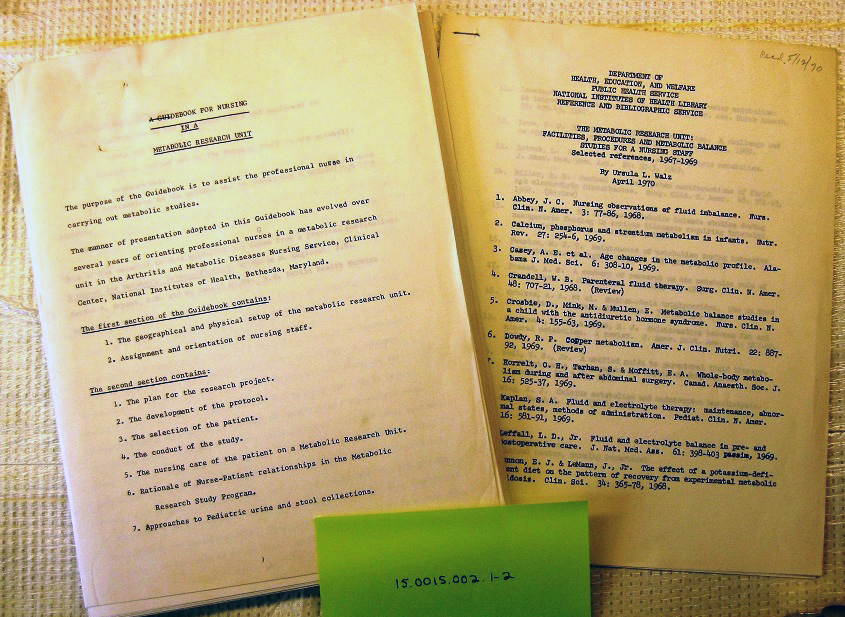 A GUIDEBOOK FOR NURSING
IN A
METABOLIC RESEARCH UNIT
The purpose of the Guidebook is to assist the professional nurse in
carrying out metabolic studies.
The manner of presentation adopted in this Guidebook has evolved over
several years of orienting professional nurses in a metabolic research
unit in the Arthritis and Metabolic Diseases Nursing Service, Clinical
Center, National Institutes of Health, Bethesda, Maryland.
The first section of the Guidebook contains:
1. The geographical and physical setup of the metabolic research unit.
2. Assignment and orientation of nursing staff.
The second section contains:
1. The plan for the research project.
2. The development of the protocol.
3. The selection of the patient.
4. The conduct of the study.
5. The nursing care of the patient on a Metabolic Research Unit.
6. Rationale of Nurse-Patient relationships in the Metabolic
Research Study Program.
7. Approaches to Pediatric urine and stool collections.
5/12/70
DEPARTMENT OF
HEALTH, EDUCATION, AND WELFARE
PUBLIC HEALTH SERVICE
NATIONAL INSTITUTES OF HEALTH LIBRARY
REFERENCE AND BIBLIOGRAPHIC SERVICE
THE METABOLIC RESEARCH UNIT:
FACILITIES, PROCEDURES AND METABOLIC BALANCE
STUDIES FOR A NURSING STAFF
Selected references, 1967-1969
By Ursula L. Walz
April 1970
1. Abbey, J. C. Nursing observations of fluid imbalance. Nurs.
Clin. N. Amer. 3: 77-86, 1968.
2. Calcium, phosphorus and strontium metabolism in infants. Nutr.
Rev. 27: 254-6, 1969.
3. Casey, A. E. et al. Age changes in the metabolic profile. Ala-
bama J. Med. Sci. 6: 308-10, 1969.
4. Crandell, W. B. Parenteral fluid therapy. Surg. Clin. N. Amer.
48: 707-21, 1968. (Review)
5. Crosbie, D., Mink, N. & Mullen, E. Metabolic balance studies in
a child with the antidiuretic hormone syndrome. Nurs. Clin. N.
Amer. 4: 155-63, 1969.
6. Dowdy, R. P. Copper metabolism. Amer. J. Clin. Nutri. 22: 887-
92, 1969. (Review)
Horrelt, O. H., Tarhan, S. & Moffitt, E. A. Whole-body metabo-
lism during and after abdominal surgery. Canad. Anaesth. Soc. J.
16: 525-37, 1969.
Kaplan, S. A. Fluid and electrolyte therapy: maintenance, abnor-
mal states, methods of administration. Pediat. Clin. N. Amer.
16: 581-91, 1969.
Leffall, L. D., Jr. Fluid and electrolyte balance in pre- and
postoperative care. J. Nat. Med. Ass. 61: 398-403 passim, 1969.
nnon, E. J. & LeMann, J., Jr. The effect of a potassium-defi-
ent diet on the pattern of recovery from experimental metabolic
idosis. Clin. Sci. 34: 365-78, 1968.
15.0015.002.1-2